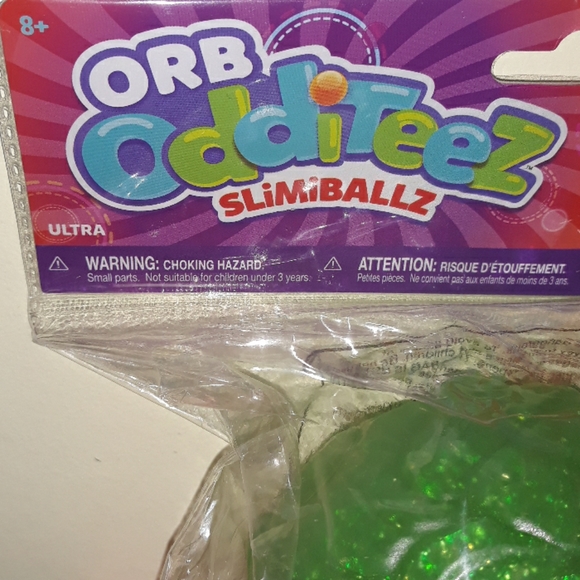 8+
ORB
OddiTeeZ
SLiMiBALLZ
ULTRA
WARNING: CHOKING HAZARD.
Small parts. Not suitable for children under 3 years.
ATTENTION: RISQUE D'ÉTOUFFEMENT.
Petites pièces. Ne convient pas aux enfants de moins de 3 ans.